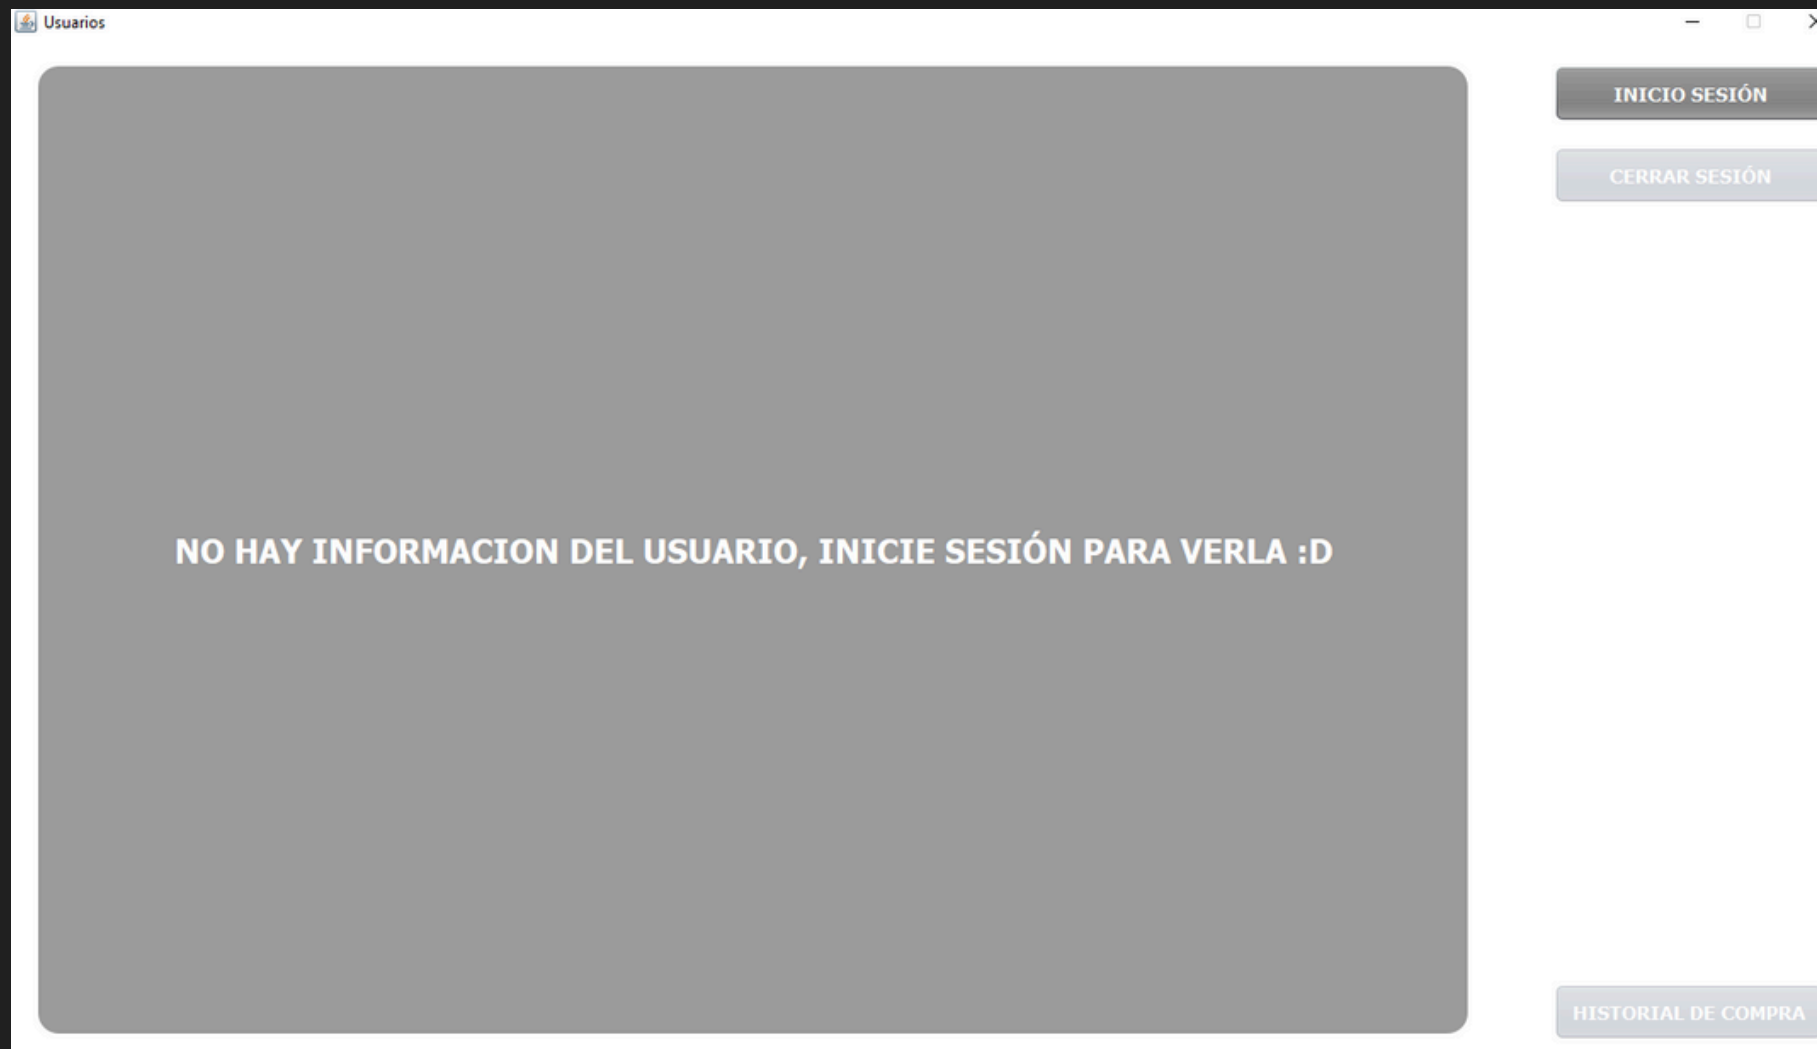 Usuarios
INICIO SESIÓN
CERRAR SESIÓN
NO HAY INFORMACION DEL USUARIO, INICIE SESIÓN PARA VERLA :D
HISTORIAL DE COMPRA